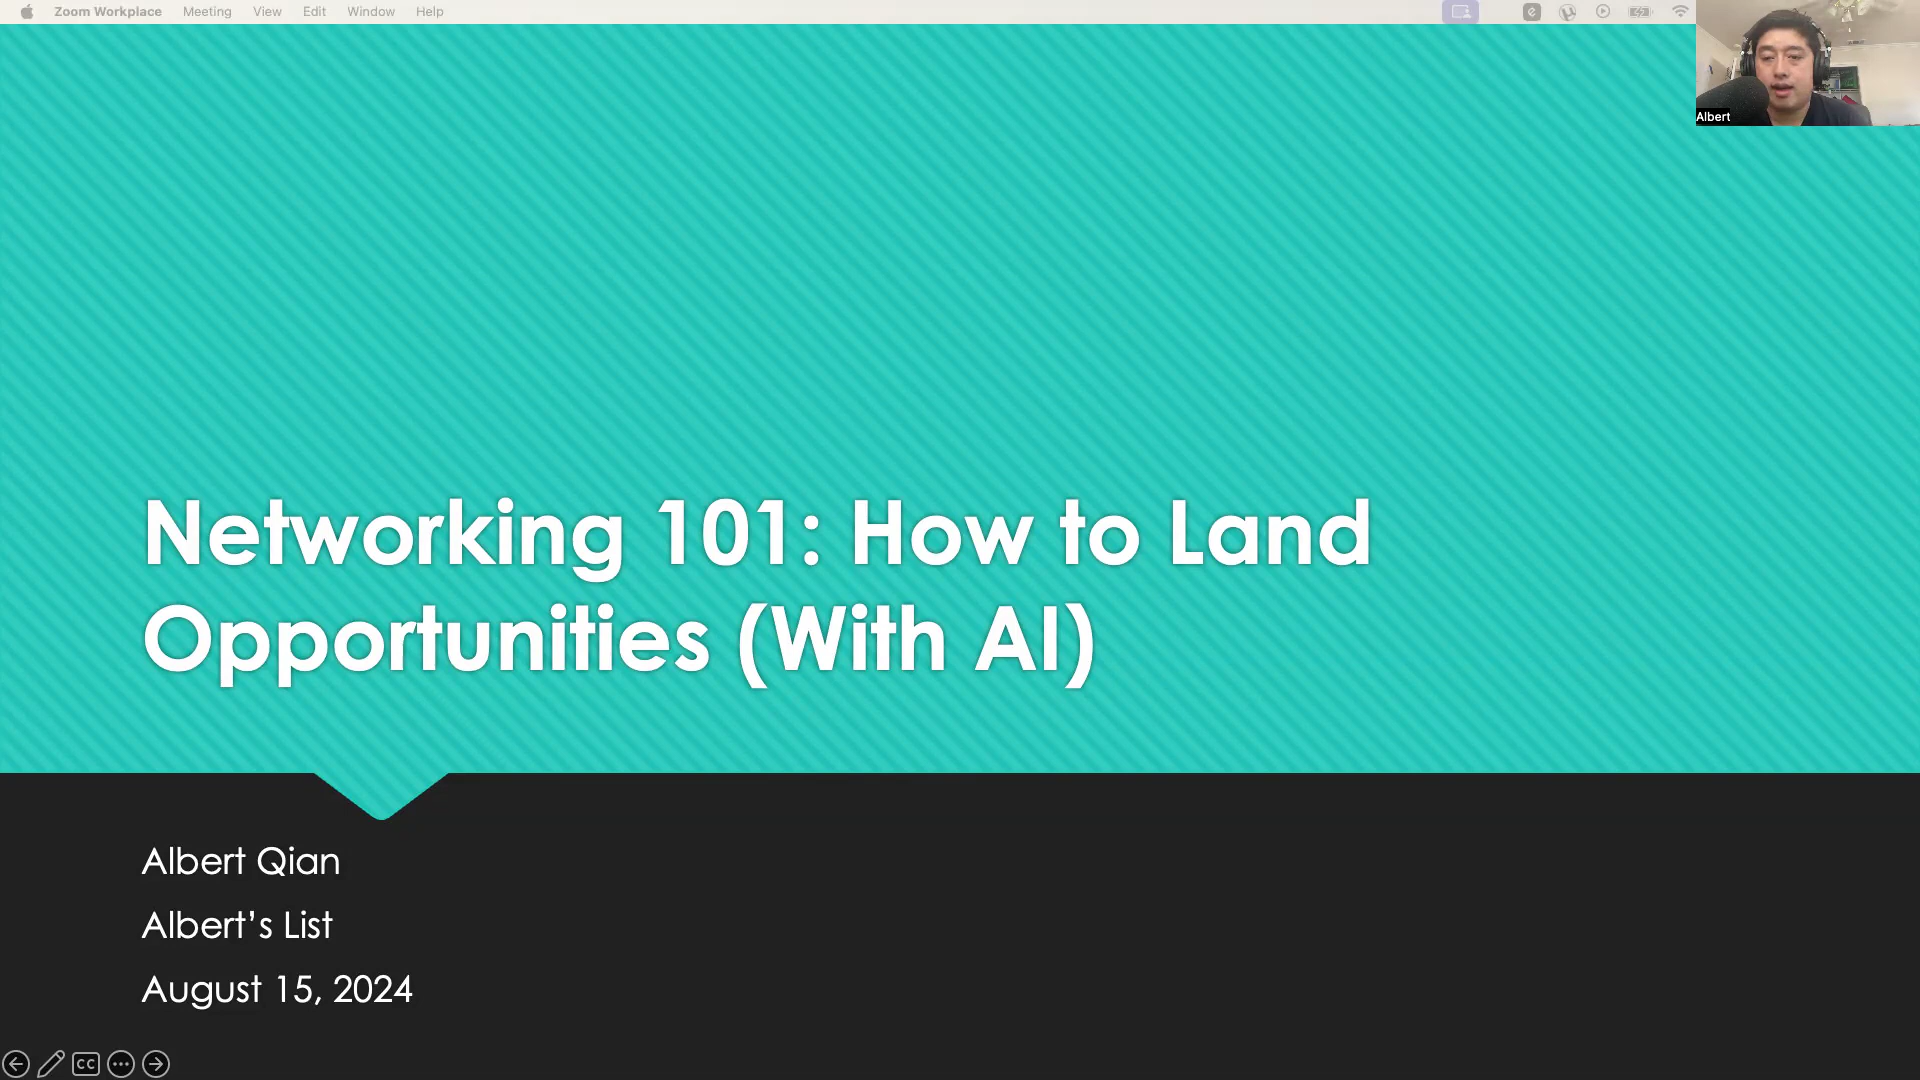 Zoom Workplace Meeting View Edit Window Help
Albert
Networking 101: How to Land
Opportunities (With AI)
Albert Qian
Albert’s List
August 15, 2024
CC